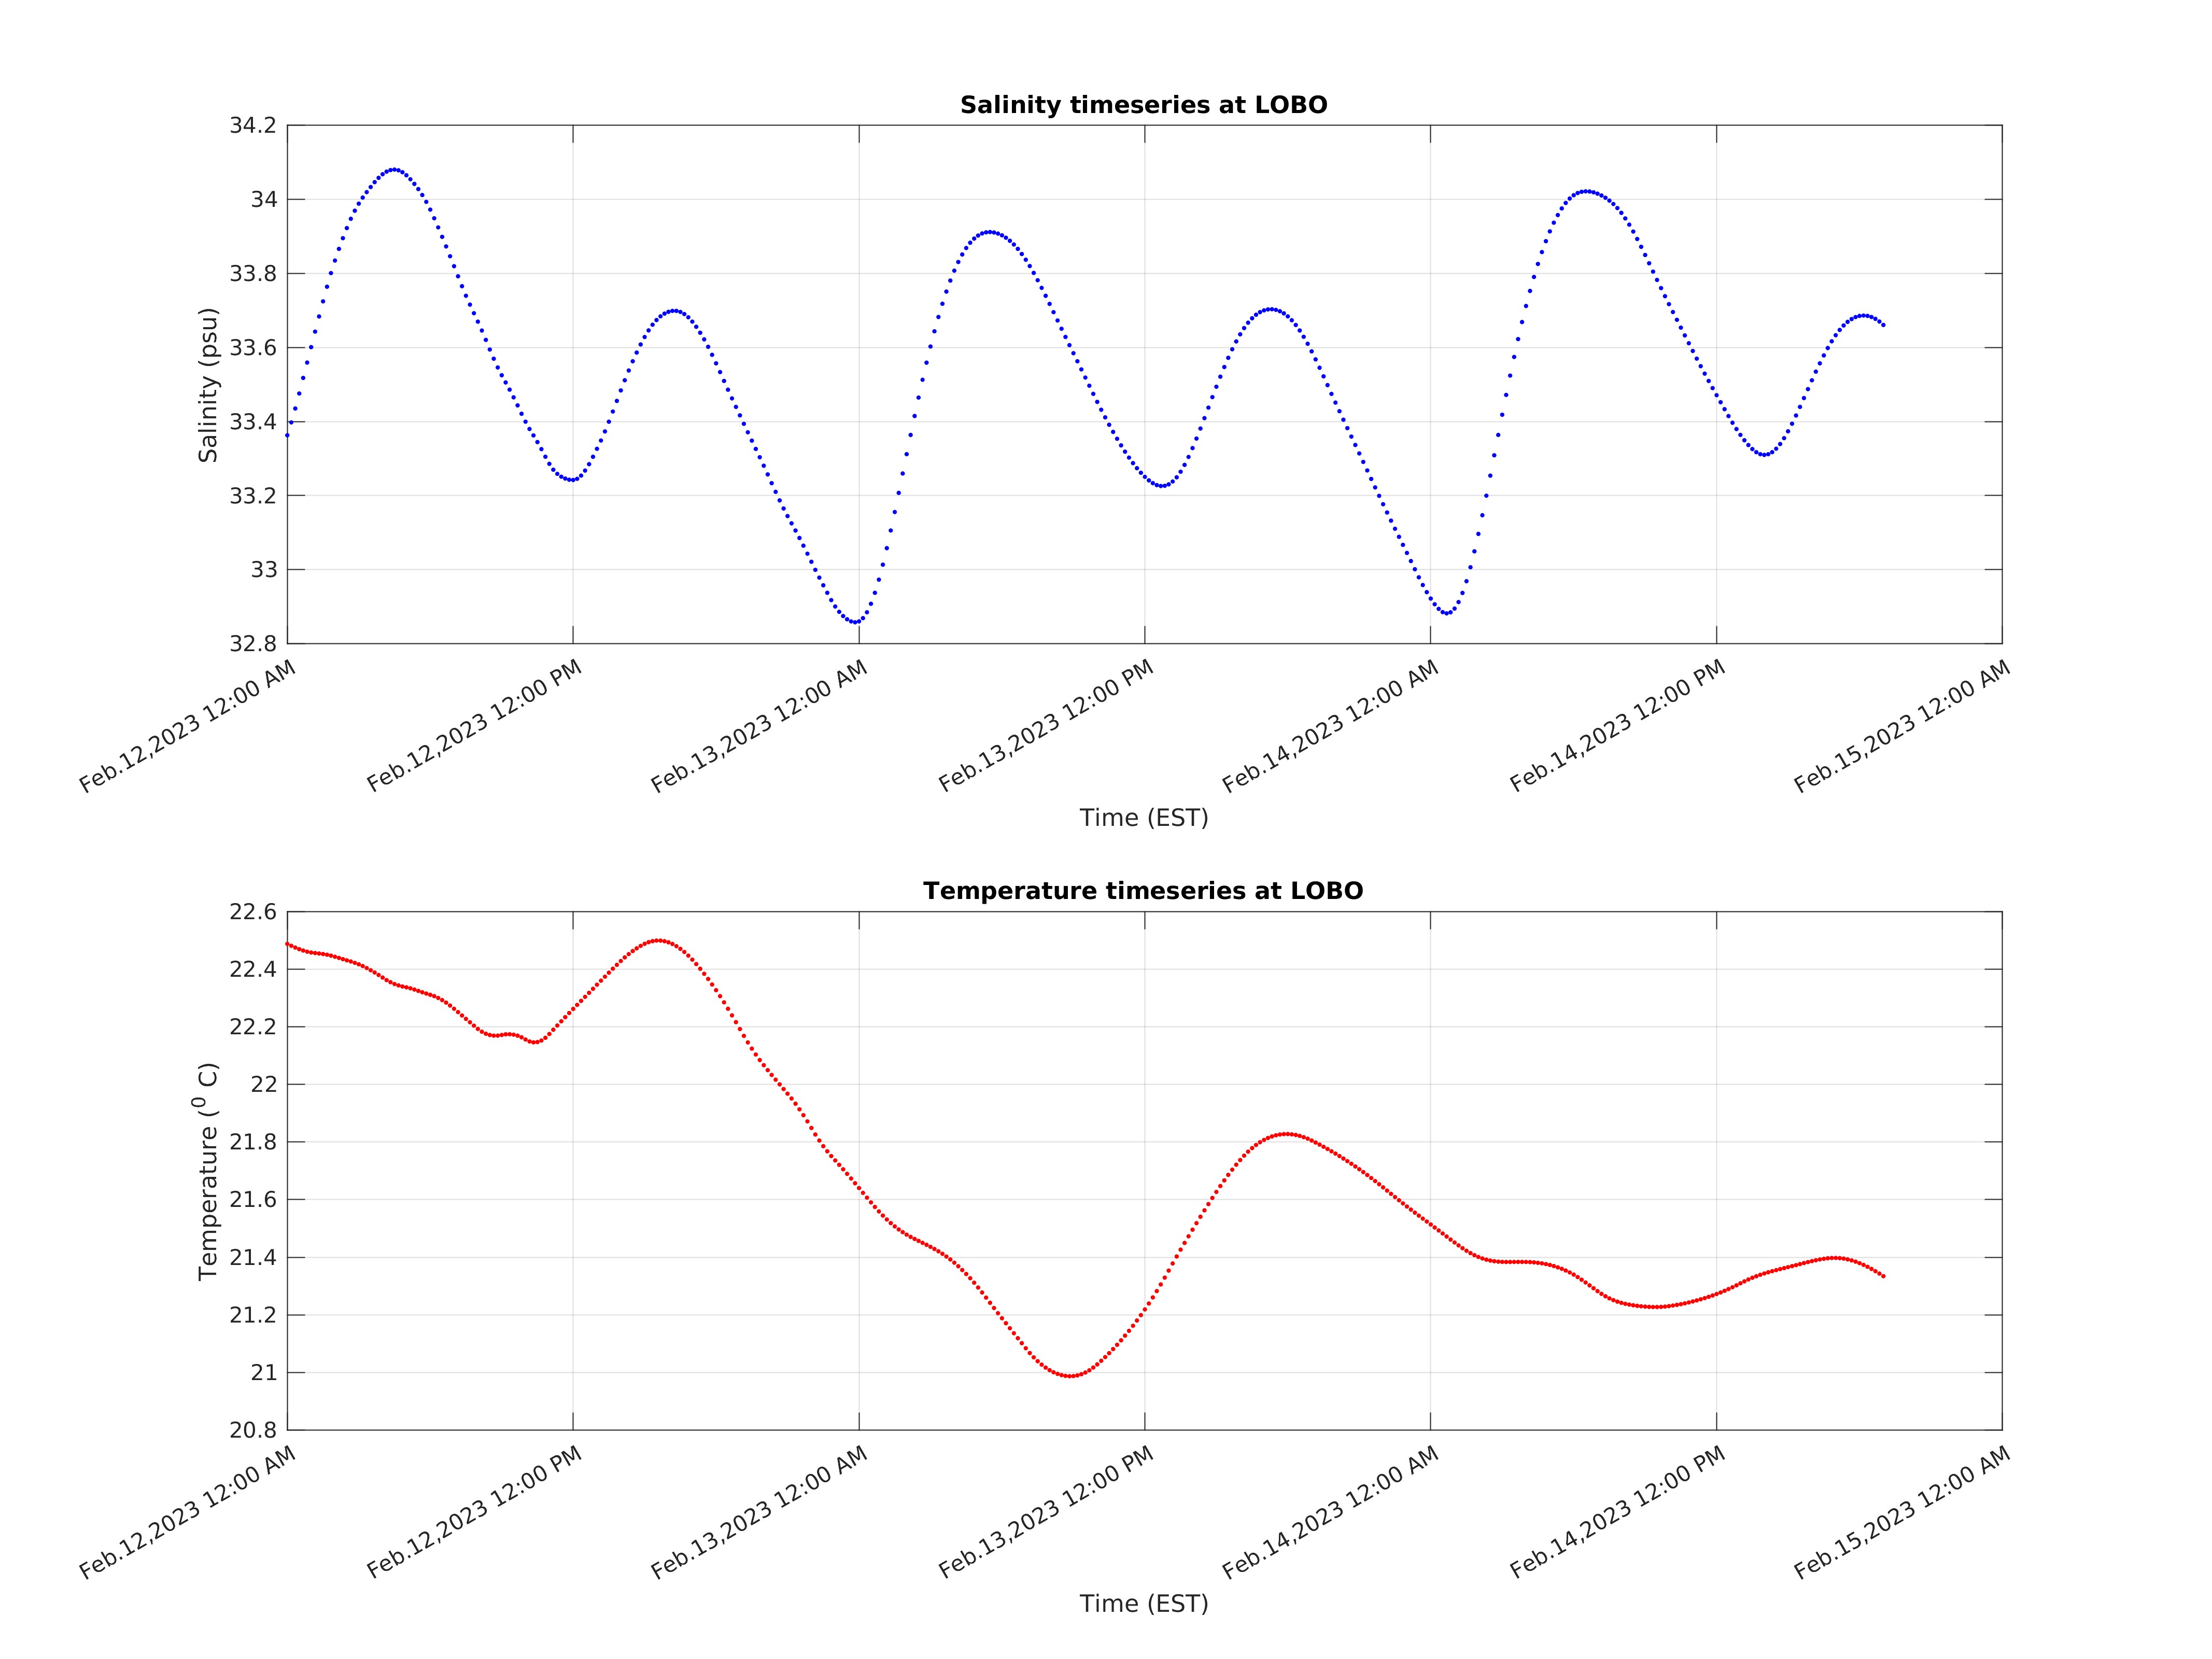 Salinity timeseries at LOBO
34.2
34
33.8
33.6
33.4
33.2
33
32.8
Salinity (psu)
Feb.12,2023 12:00 AM
Feb.12,2023 12:00 PM
Feb.13,2023 12:00 AM
Feb.13,2023 12:00 PM
Feb.14,2023 12:00 AM
Feb.14,2023 12:00 PM
Feb.15,2023 12:00 AM
Time (EST)
Temperature timeseries at LOBO
22.6
22.4
22.2
22
21.8
21.6
21.4
21.2
21
20.8
Temperature (⁰ C)
Feb.12,2023 12:00 AM
Feb.12,2023 12:00 PM
Feb.13,2023 12:00 AM
Feb.13,2023 12:00 PM
Feb.14,2023 12:00 AM
Feb.14,2023 12:00 PM
Feb.15,2023 12:00 AM
Time (EST)